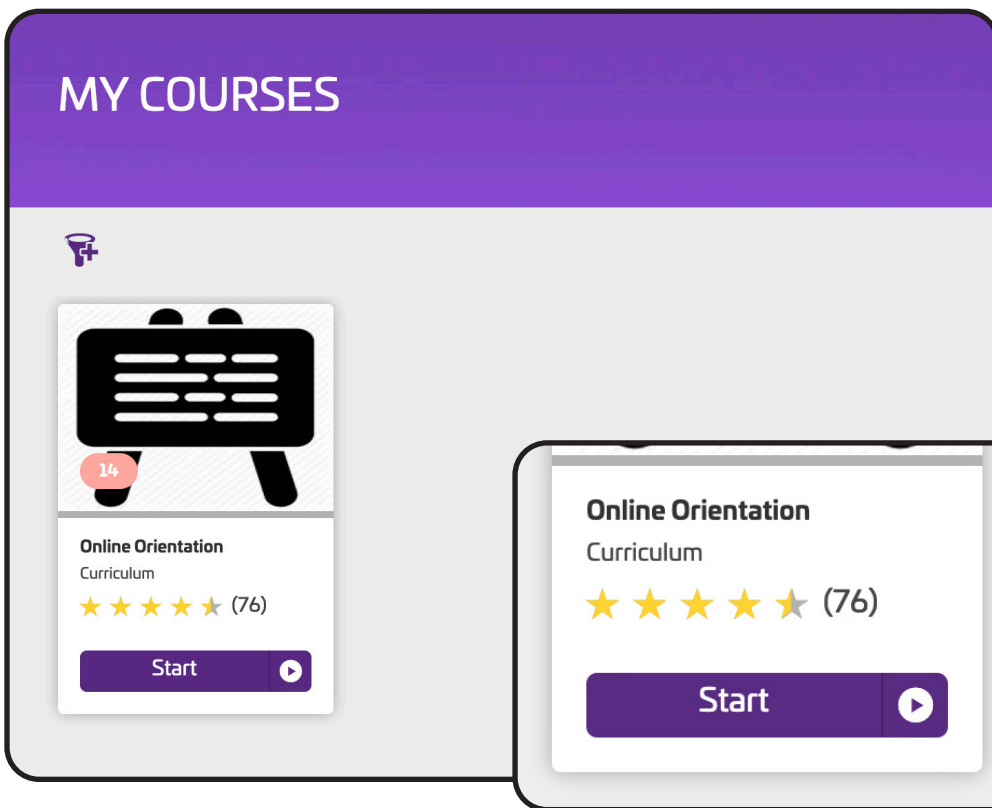 MY COURSES
14
Online Orientation
Curriculum
(76)
Start
Online Orientation
Curriculum
(76)
Start